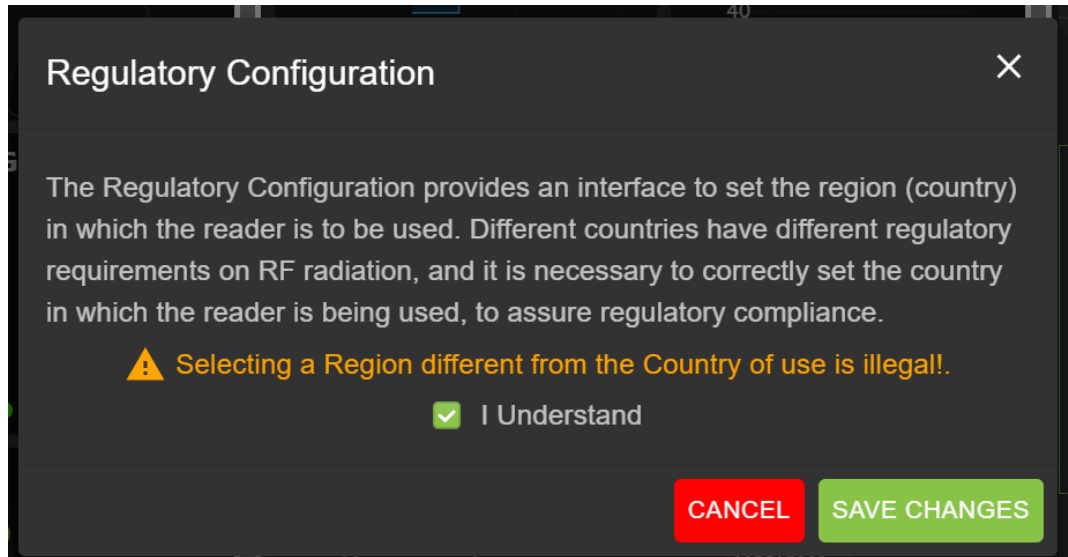 40
Regulatory Configuration
The Regulatory Configuration provides an interface to set the region (country)
in which the reader is to be used. Different countries have different regulatory
requirements on RF radiation, and it is necessary to correctly set the country
in which the reader is being used, to assure regulatory compliance.
Selecting a Region different from the Country of use is illegal!.
I Understand
CANCEL
SAVE CHANGES